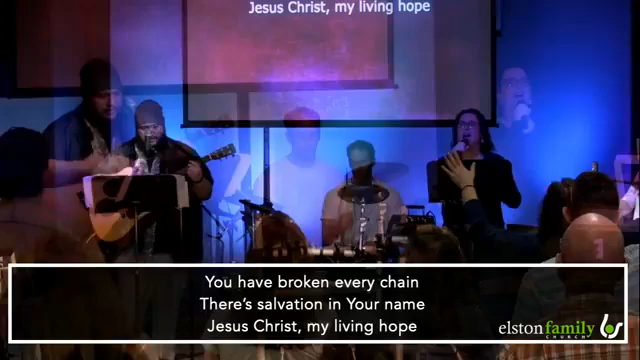 Jesus Christ, my living hope
You have broken every chain
There's salvation in Your name
Jesus Christ, my living hope
elstonfamily
CHURCH